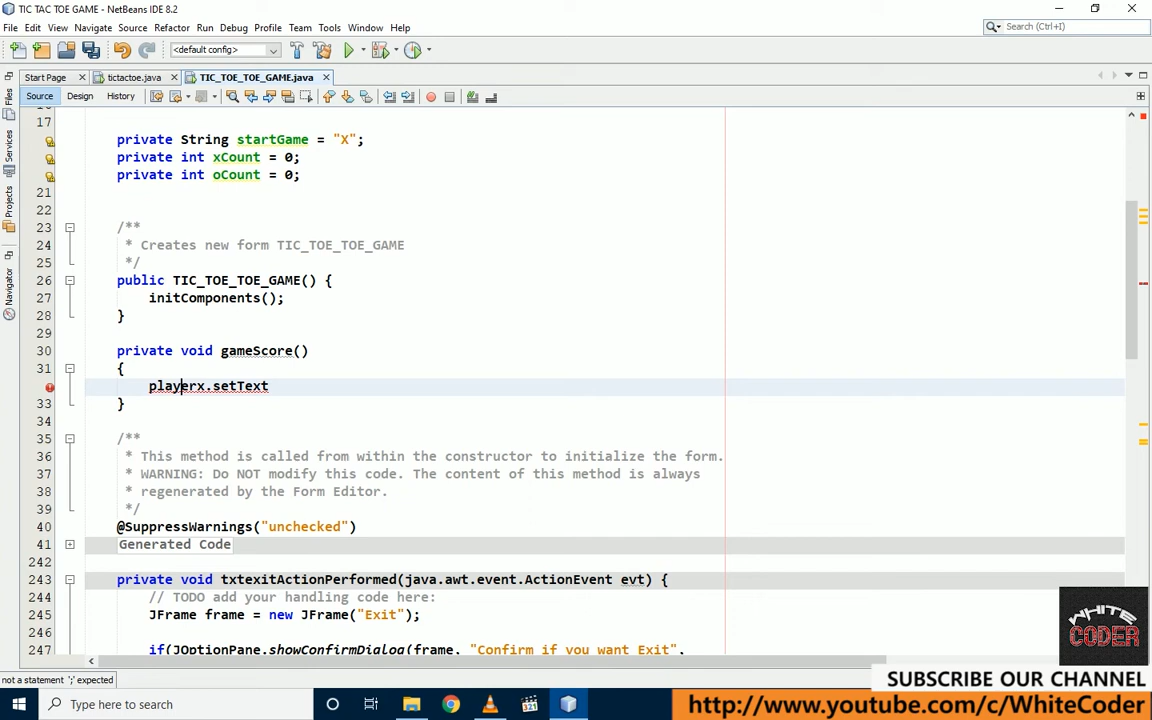 TIC TAC TOE GAME - NetBeans IDE 8.2
File Edit View Navigate Source Refactor Run Debug Profile Team Tools Window Help
Search (Ctrl+I)
<default config>
Start Page tictactoe.java TIC_TOE_TOE_GAME.java
Source Design History
Files
Services
Projects
Navigator
16
17
private String startGame = "X";
private int xCount = 0;
private int oCount = 0;
21
22
23 /**
24 * Creates new form TIC_TOE_TOE_GAME
25 */
26 public TIC_TOE_TOE_GAME() {
27 initComponents();
28 }
29
30 private void gameScore()
31 {
playerx.setText
33 }
34
35 /**
36 * This method is called from within the constructor to initialize the form.
37 * WARNING: Do NOT modify this code. The content of this method is always
38 * regenerated by the Form Editor.
39 */
40 @SuppressWarnings("unchecked")
41 Generated Code
242
243 private void txtexitActionPerformed(java.awt.event.ActionEvent evt) {
244 // TODO add your handling code here:
245 JFrame frame = new JFrame("Exit");
246
247 if(JOptionPane.showConfirmDialog(frame, "Confirm if you want Exit",
WHITE
CODER
not a statement ';' expected
SUBSCRIBE OUR CHANNEL
Type here to search
321
http://www.youtube.com/c/WhiteCoder